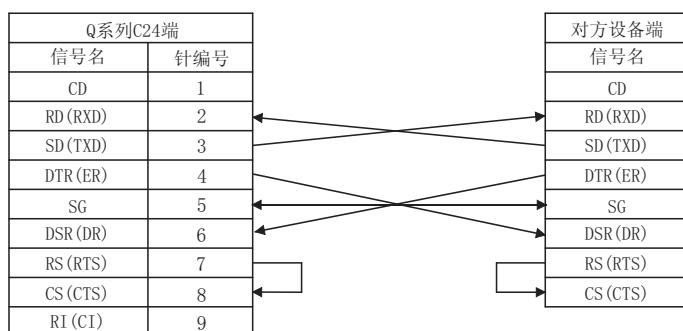 Q系列C24端 对方设备端
信号名 针编号 信号名
CD 1 CD
RD(RXD) 2 RD(RXD)
SD(TXD) 3 SD(TXD)
DTR(ER) 4 DTR(ER)
SG 5 SG
DSR(DR) 6 DSR(DR)
RS(RTS) 7 RS(RTS)
CS(CTS) 8 CS(CTS)
RI(CI) 9